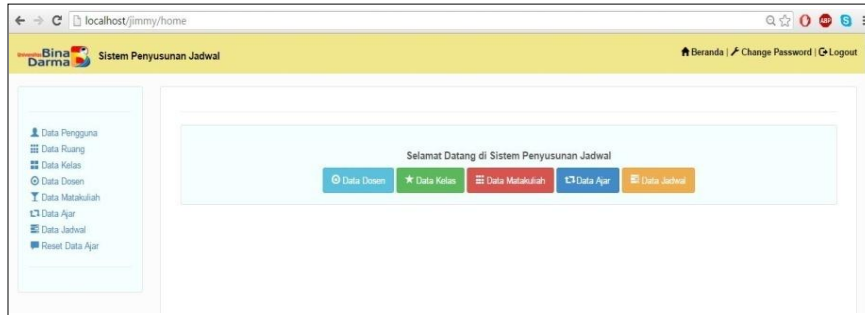 localhost/jimmy/home
Bina
Darma
Sistem Penyusunan Jadwal
Beranda | Change Password | Logout
Data Pengguna
Data Ruang
Data Kelas
Data Dosen
Data Matakuliah
Data Ajar
Data Jadwal
Reset Data Ajar
Selamat Datang di Sistem Penyusunan Jadwal
Data Dosen
Data Kelas
Data Matakuliah
Data Ajar
Data Jadwal